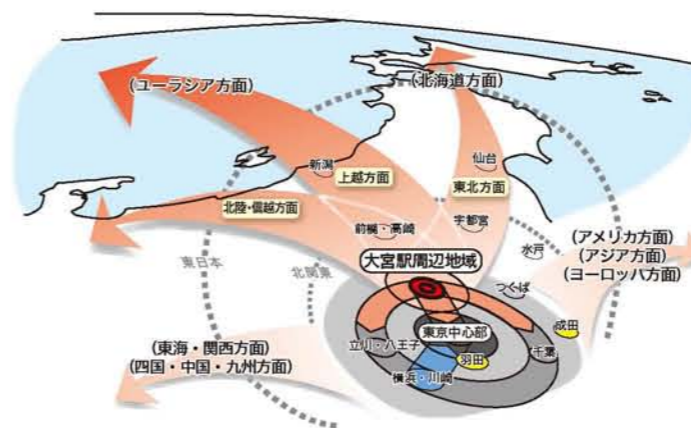 (ユーラシア方面)
(北海道方面)
新潟
仙台
上越方面
東北方面
北陸・信越方面
前橋・高崎
宇都宮
水戸
(アメリカ方面)
(アジア方面)
(ヨーロッパ方面)
大宮駅周辺地域
東日本
北関東
つくば
成田
東京中心部
立川・八王子
羽田
千葉
横浜・川崎
(東海・関西方面)
(四国・中国・九州方面)